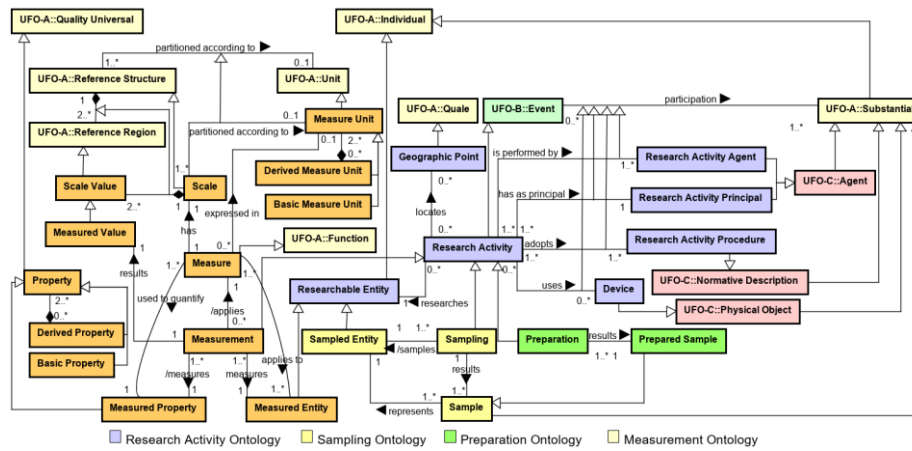 UFO-A::Quality Universal
UFO-A::Individual
partitioned according to
1..*
0..1
UFO-A::Reference Structure
UFO-A::Unit
UFO-A::Quale
UFO-B::Event
participation
UFO-A::Substantial
1
2..*
0..1
0..*
1..*
partitioned according to
Measure Unit
0..1
2..*
UFO-A::Reference Region
is performed by
Geographic Point
Research Activity Agent
1..*
0..*
Derived Measure Unit
UFO-C::Agent
1..*
Scale Value
Scale
0..*
has as principal
Research Activity Principal
2..*
1
1
expressed in
Basic Measure Unit
locates
1
Measured Value
has
0..*
1..*
1..*
UFO-A::Function
Research Activity
adopts
Research Activity Procedure
1
1
0..*
1..*
Measure
0..*
0..*
1..*
Property
results
1..*
1..*
Researchable Entity
uses
Device
UFO-C::Normative Description
2..*
used to quantify
/applies
1
researches
0..*
UFO-C::Physical Object
0..*
Derived Property
0..*
Sampled Entity
1
1..*
1
Measurement
Sampling
Preparation
results
Prepared Sample
/samples
1..*
1
Basic Property
1..*
1..*
applies to
1
1
/measures
measures
results
1
1
1
1..*
1..*
Measured Property
Measured Entity
1..*
Sample
represents
Research Activity Ontology
Sampling Ontology
Preparation Ontology
Measurement Ontology